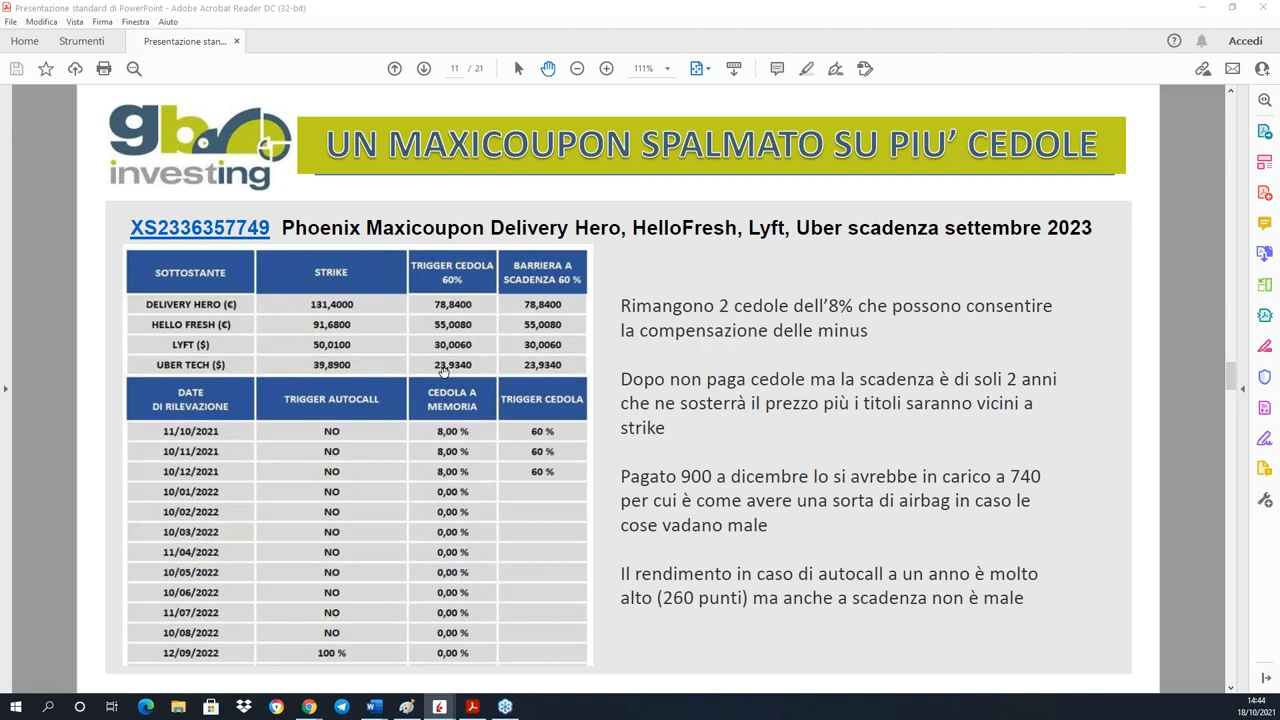 Presentazione standard di PowerPoint - Adobe Acrobat Reader DC (32-bit)
File Modifica Vista Firma Finestra Aiuto
Home Strumenti Presentazione stan... × Accedi
11 / 21 111%
gb investing
UN MAXICOUPON SPALMATO SU PIU' CEDOLE
XS2336357749 Phoenix Maxicoupon Delivery Hero, HelloFresh, Lyft, Uber scadenza settembre 2023
SOTTOSTANTE STRIKE TRIGGER CEDOLA 60% BARRIERA A SCADENZA 60 %
DELIVERY HERO (€) 131,4000 78,8400 78,8400
HELLO FRESH (€) 91,6800 55,0080 55,0080
LYFT ($) 50,0100 30,0060 30,0060
UBER TECH ($) 39,8900 23,9340 23,9340
DATE DI RILEVAZIONE TRIGGER AUTOCALL CEDOLA A MEMORIA TRIGGER CEDOLA
11/10/2021 NO 8,00 % 60 %
10/11/2021 NO 8,00 % 60 %
10/12/2021 NO 8,00 % 60 %
10/01/2022 NO 0,00 %
10/02/2022 NO 0,00 %
10/03/2022 NO 0,00 %
11/04/2022 NO 0,00 %
10/05/2022 NO 0,00 %
10/06/2022 NO 0,00 %
11/07/2022 NO 0,00 %
10/08/2022 NO 0,00 %
12/09/2022 100 % 0,00 %
Rimangono 2 cedole dell'8% che possono consentire
la compensazione delle minus
Dopo non paga cedole ma la scadenza è di soli 2 anni
che ne sosterrà il prezzo più i titoli saranno vicini a
strike
Pagato 900 a dicembre lo si avrebbe in carico a 740
per cui è come avere una sorta di airbag in caso le
cose vadano male
Il rendimento in caso di autocall a un anno è molto
alto (260 punti) ma anche a scadenza non è male
14:44
18/10/2021